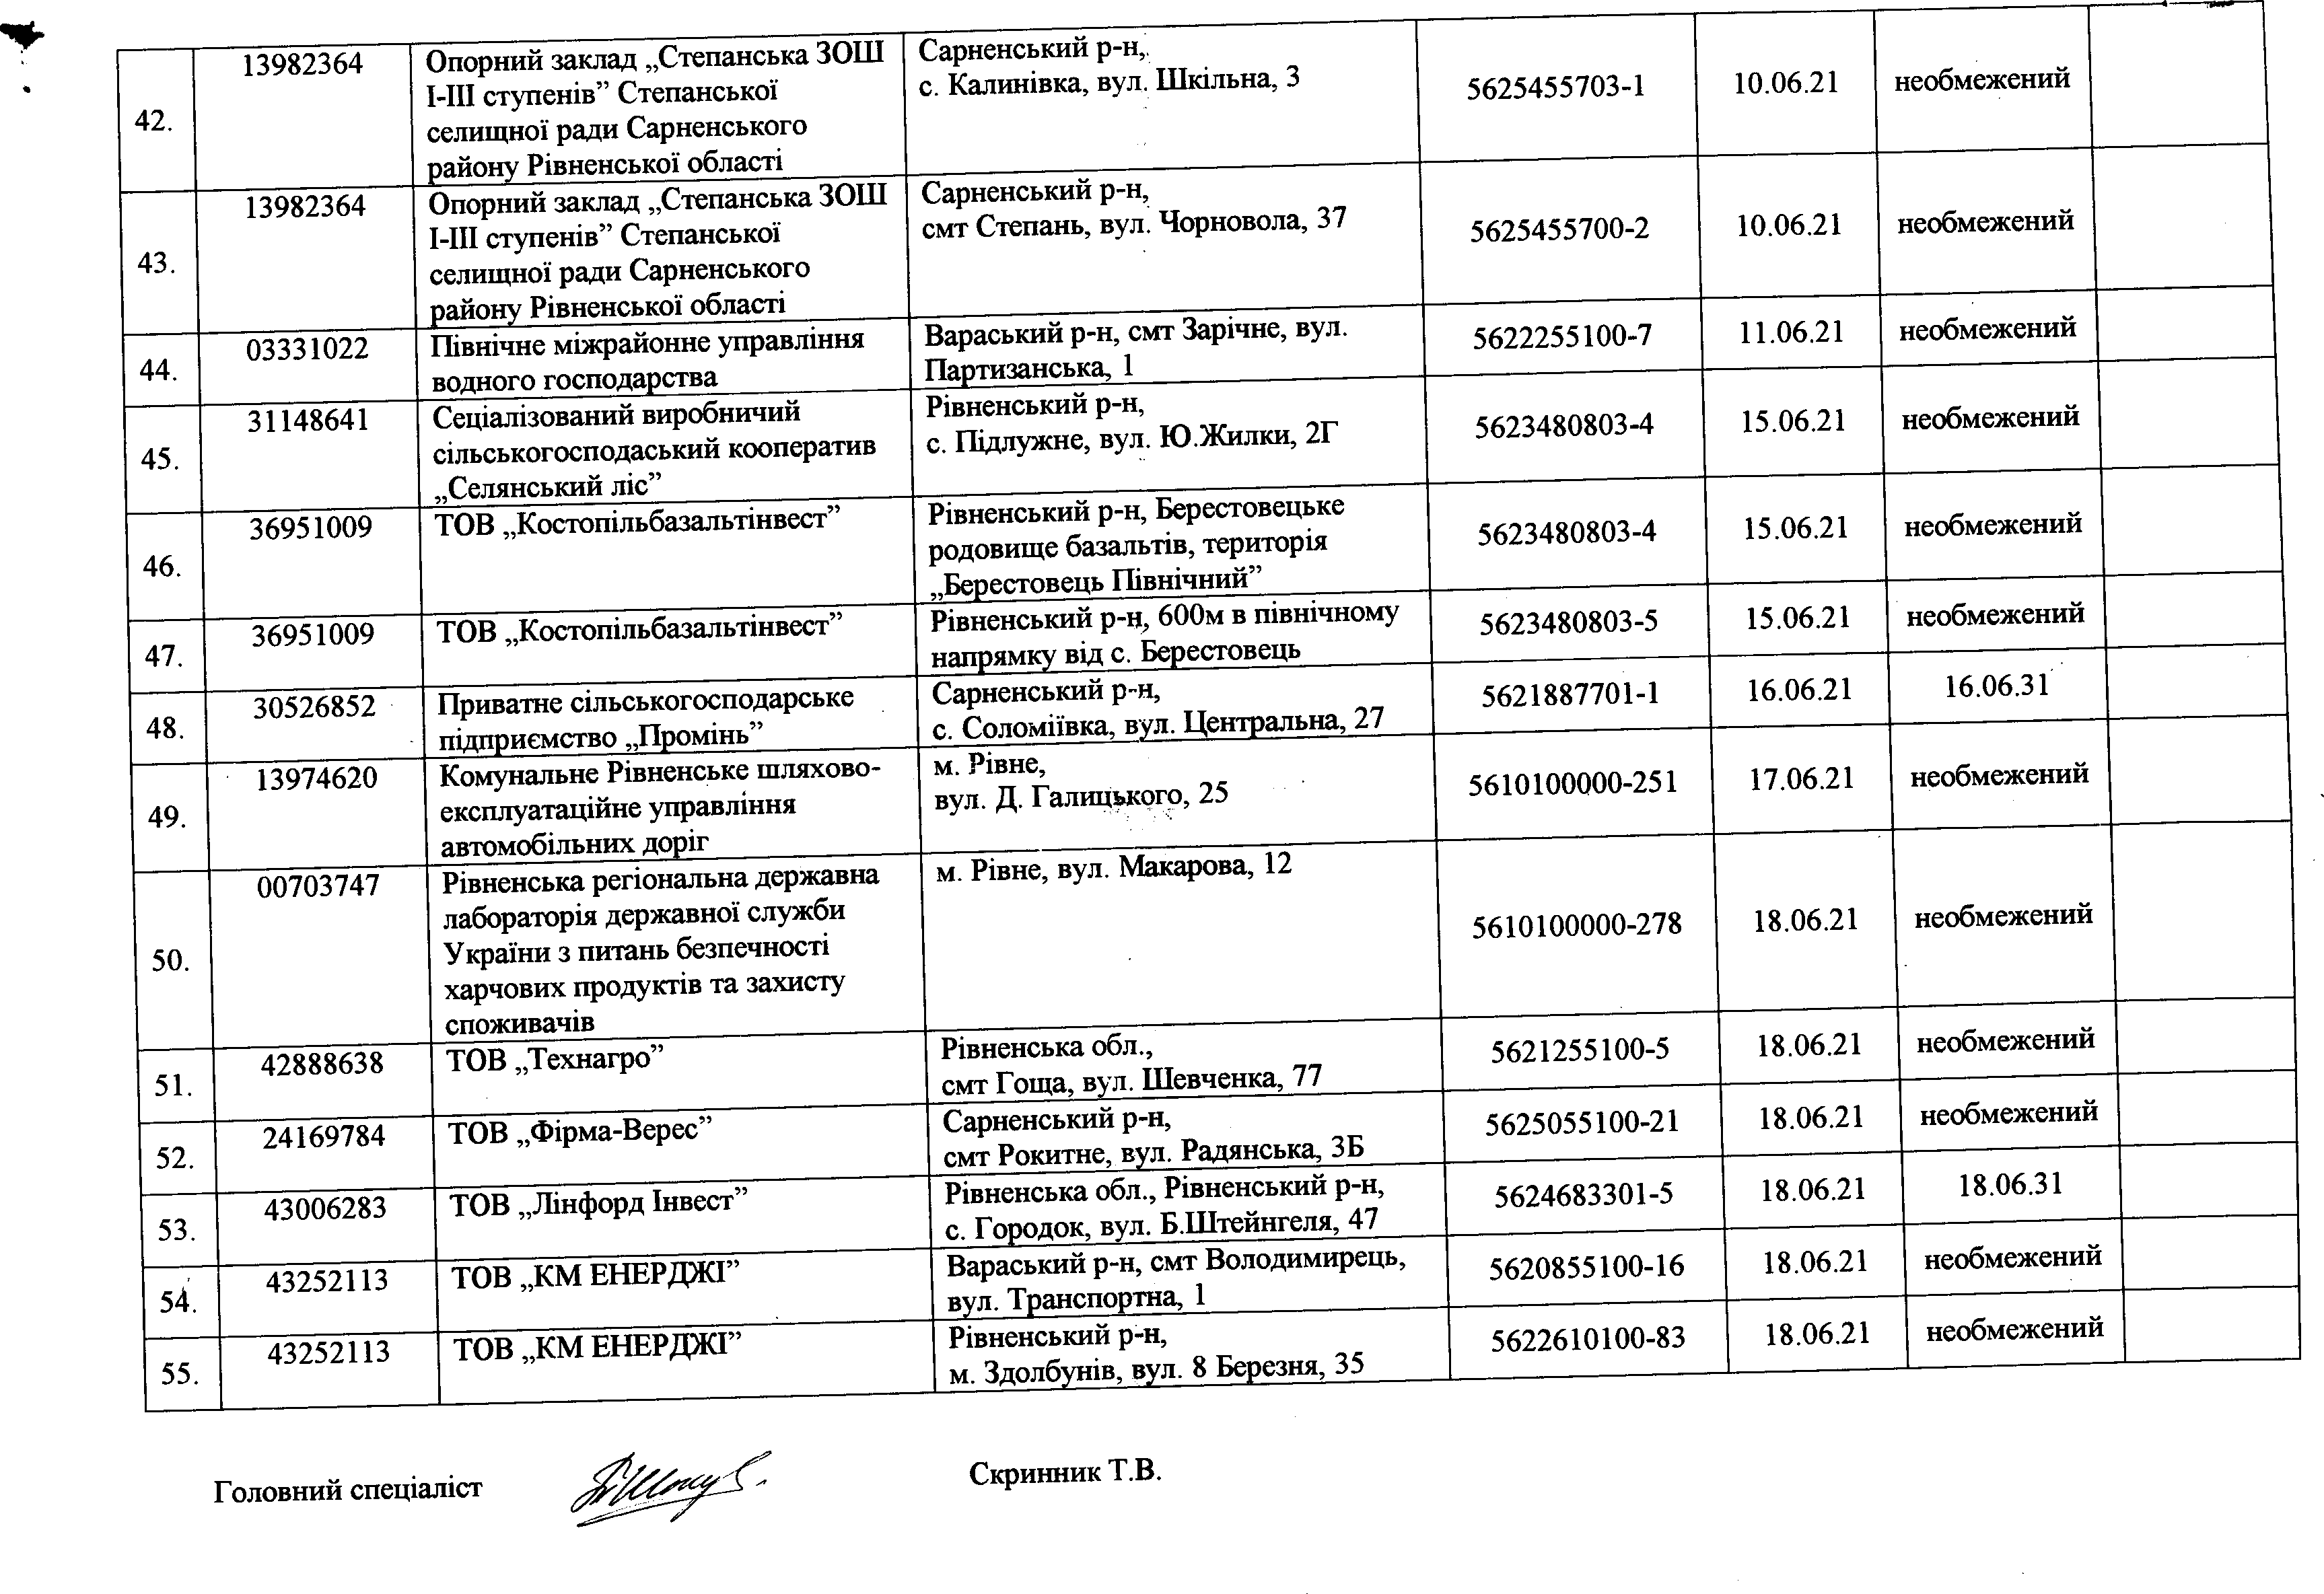 42.
13982364
Опорний заклад „Степанська ЗОШ
І-ІІІ ступенів” Степанської
селищної ради Сарненського
району Рівненської області
Сарненський р-н,
с. Калинівка, вул. Шкільна, 3
5625455703-1
10.06.21
необмежений
43.
13982364
Опорний заклад „Степанська ЗОШ
І-ІІІ ступенів” Степанської
селищної ради Сарненського
району Рівненської області
Сарненський р-н,
смт Степань, вул. Чорновола, 37
5625455700-2
10.06.21
необмежений
44.
03331022
Північне міжрайонне управління
водного господарства
Вараський р-н, смт Зарічне, вул.
Партизанська, 1
5622255100-7
11.06.21
необмежений
45.
31148641
Сеціалізований виробничий
сільськогосподаський кооператив
„Селянський ліс”
Рівненський р-н,
с. Підлужне, вул. Ю.Жилки, 2Г
5623480803-4
15.06.21
необмежений
46.
36951009
ТОВ „Костопільбазальтінвест”
Рівненський р-н, Берестовецьке
родовище базальтів, територія
„Берестовець Північний”
5623480803-4
15.06.21
необмежений
47.
36951009
ТОВ „Костопільбазальтінвест”
Рівненський р-н, 600м в північному
напрямку від с. Берестовець
5623480803-5
15.06.21
необмежений
48.
30526852
Приватне сільськогосподарське
підприємство „Промінь”
Сарненський р-н,
с. Соломіївка, вул. Центральна, 27
5621887701-1
16.06.21
16.06.31
49.
13974620
Комунальне Рівненське шляхово-
експлуатаційне управління
автомобільних доріг
м. Рівне,
вул. Д. Галицького, 25
5610100000-251
17.06.21
необмежений
50.
00703747
Рівненська регіональна державна
лабораторія державної служби
України з питань безпечності
харчових продуктів та захисту
споживачів
м. Рівне, вул. Макарова, 12
5610100000-278
18.06.21
необмежений
51.
42888638
ТОВ „Технагро”
Рівненська обл.,
смт Гоща, вул. Шевченка, 77
5621255100-5
18.06.21
необмежений
52.
24169784
ТОВ „Фірма-Верес”
Сарненський р-н,
смт Рокитне, вул. Радянська, 3Б
5625055100-21
18.06.21
необмежений
53.
43006283
ТОВ „Лінфорд Інвест”
Рівненська обл., Рівненський р-н,
с. Городок, вул. Б.Штейнгеля, 47
5624683301-5
18.06.21
18.06.31
54.
43252113
ТОВ „КМ ЕНЕРДЖІ”
Вараський р-н, смт Володимирець,
вул. Транспортна, 1
5620855100-16
18.06.21
необмежений
55.
43252113
ТОВ „КМ ЕНЕРДЖІ”
Рівненський р-н,
м. Здолбунів, вул. 8 Березня, 35
5622610100-83
18.06.21
необмежений
Головний спеціаліст
Скринник Т.В.